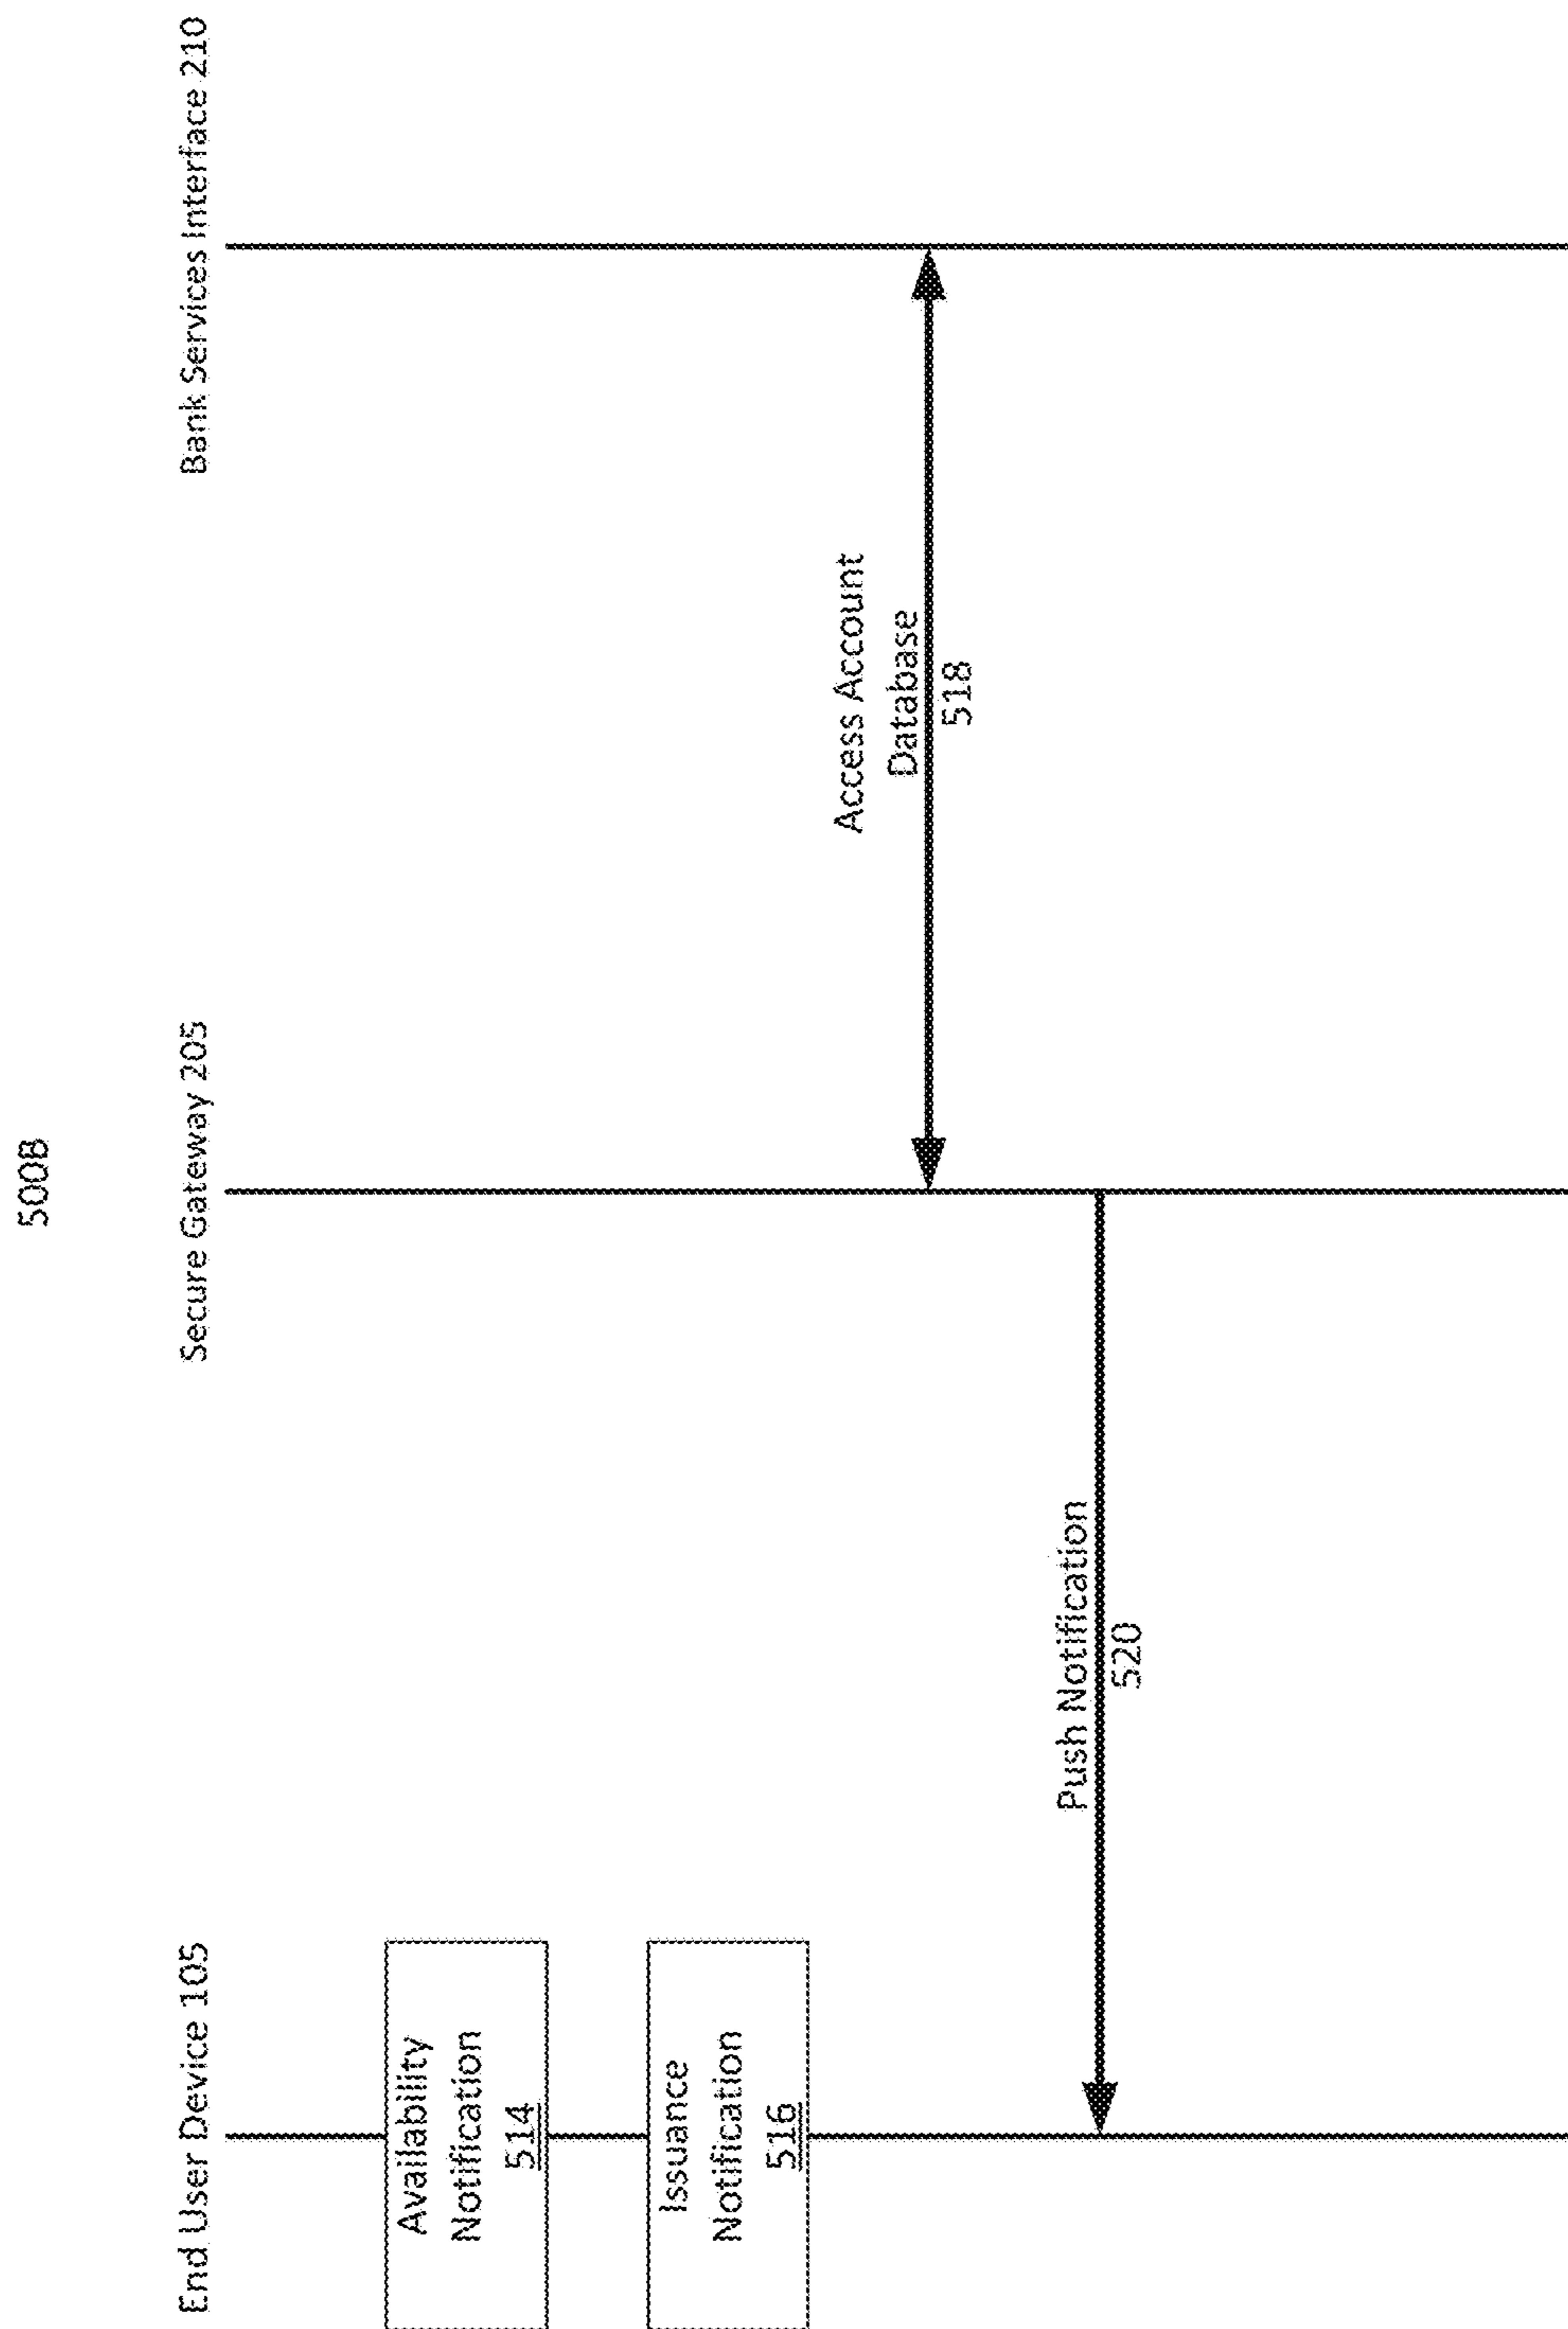 500B
End User Device 105
Secure Gateway 205
Bank Services Interface 210
Availability
Notification
514
Issuance
Notification
516
Access Account
Database
518
Push Notification
520